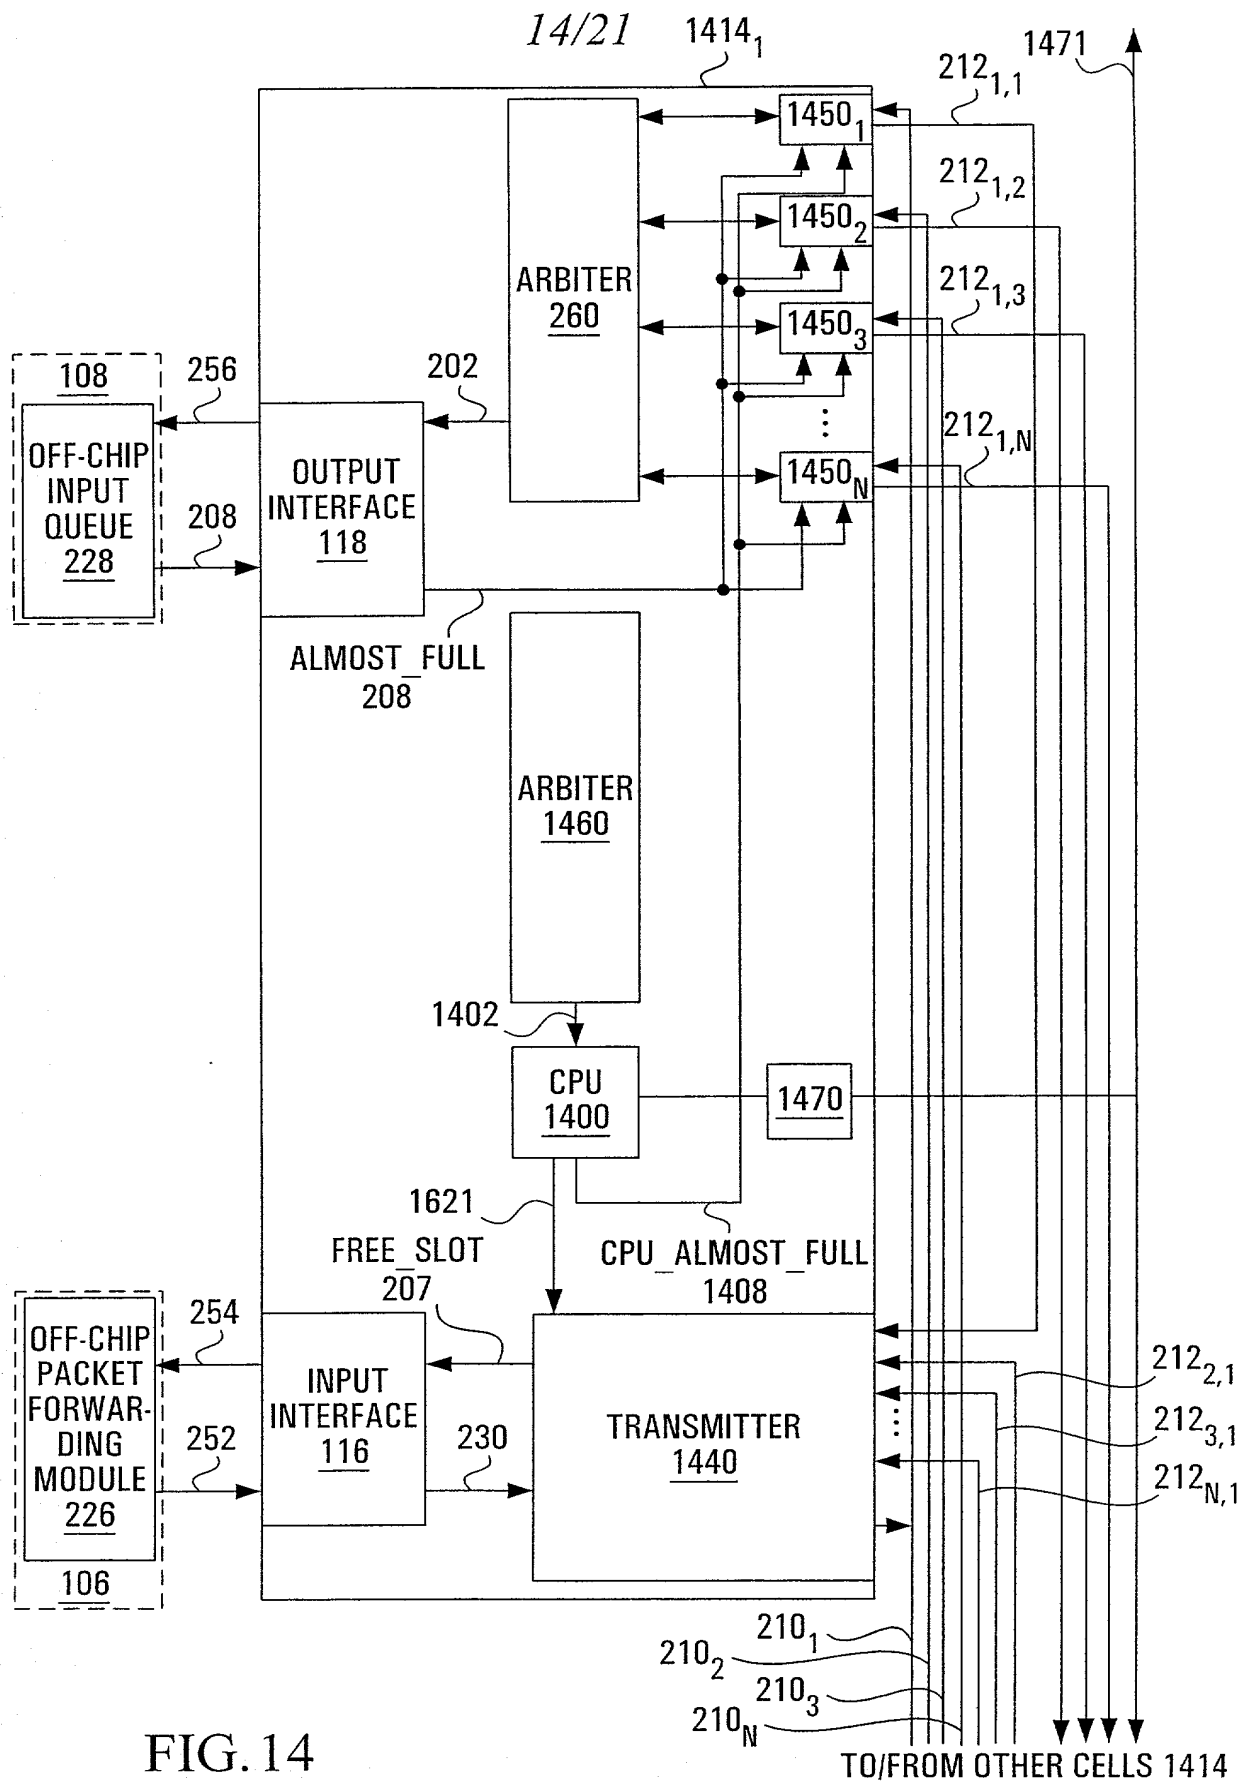 14/21
1414₁
1471
212₁,₁
1450₁
212₁,₂
1450₂
ARBITER
260
212₁,₃
1450₃
108
256
202
OFF-CHIP
INPUT
QUEUE
228
208
OUTPUT
INTERFACE
118
212₁,N
1450N
ALMOST_FULL
208
ARBITER
1460
1402
CPU
1400
1470
1621
FREE_SLOT
207
CPU_ALMOST_FULL
1408
OFF-CHIP
PACKET
FORWAR-
DING
MODULE
226
106
254
252
INPUT
INTERFACE
116
230
TRANSMITTER
1440
212₂,₁
212₃,₁
212N,₁
210₁
210₂
210₃
210N
FIG.14
TO/FROM OTHER CELLS 1414